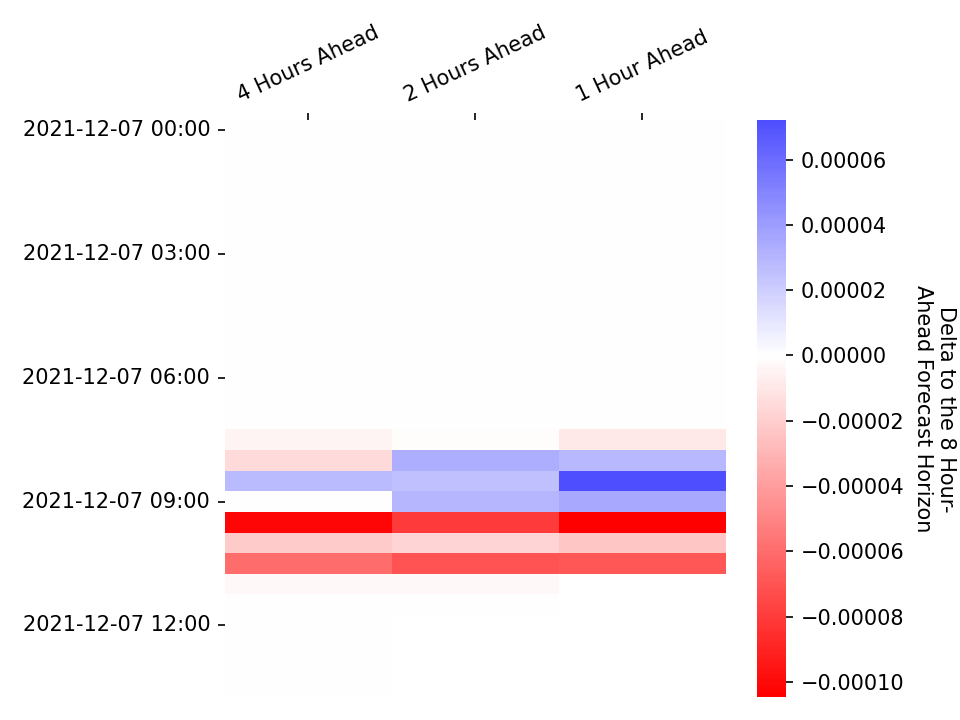 4 Hours Ahead
2 Hours Ahead
1 Hour Ahead
2021-12-07 00:00
2021-12-07 03:00
2021-12-07 06:00
2021-12-07 09:00
2021-12-07 12:00
0.00006
0.00004
0.00002
0.00000
−0.00002
−0.00004
−0.00006
−0.00008
−0.00010
Delta to the 8 Hour-
Ahead Forecast Horizon